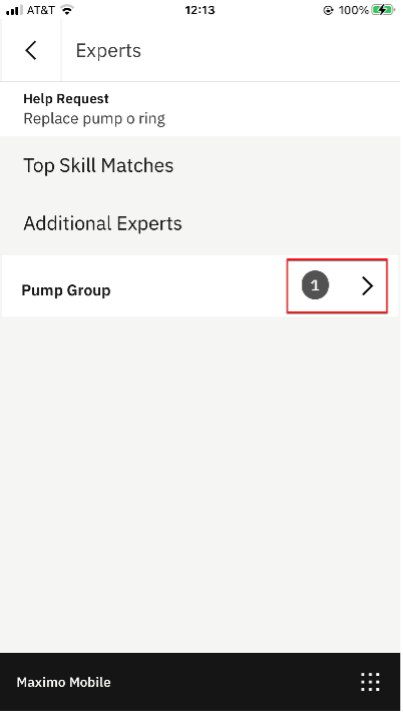 AT&T 12:13 100%
Experts
Help Request
Replace pump o ring
Top Skill Matches
Additional Experts
Pump Group 1
Maximo Mobile